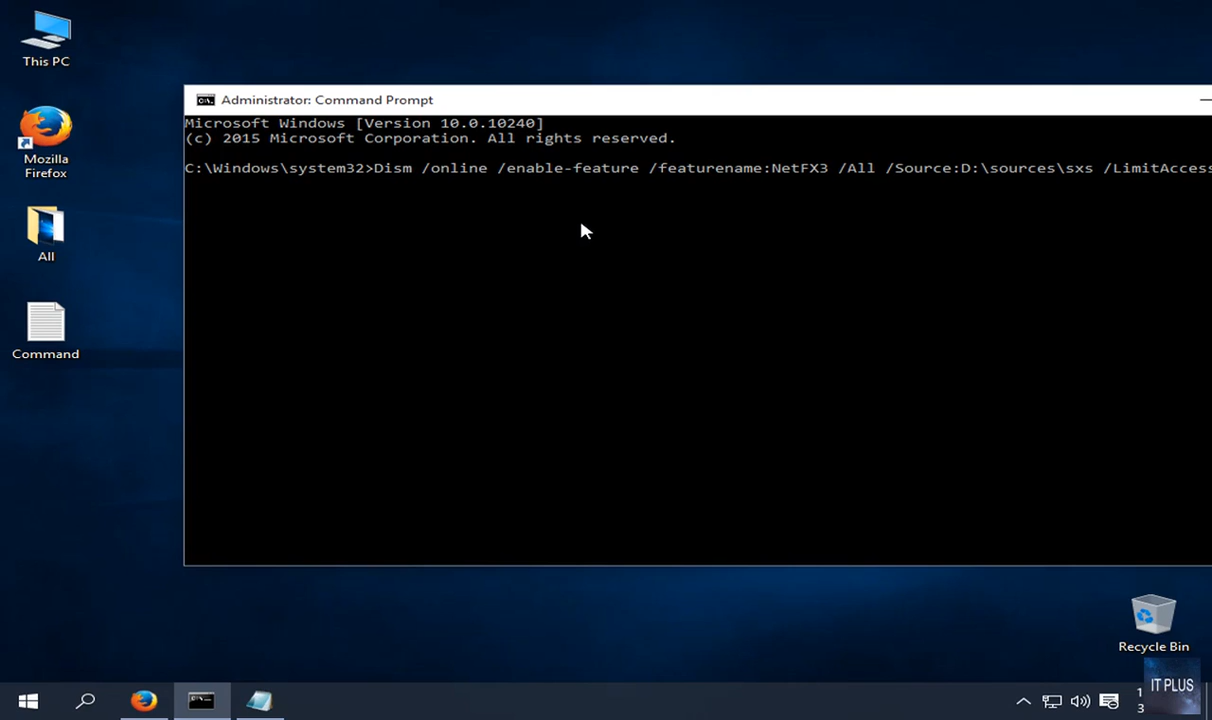 This PC
Mozilla
Firefox
All
Command
Administrator: Command Prompt
Microsoft Windows [Version 10.0.10240]
(c) 2015 Microsoft Corporation. All rights reserved.
C:\Windows\system32>Dism /online /enable-feature /featurename:NetFX3 /All /Source:D:\sources\sxs /LimitAccess
Recycle Bin
1
3
IT PLUS